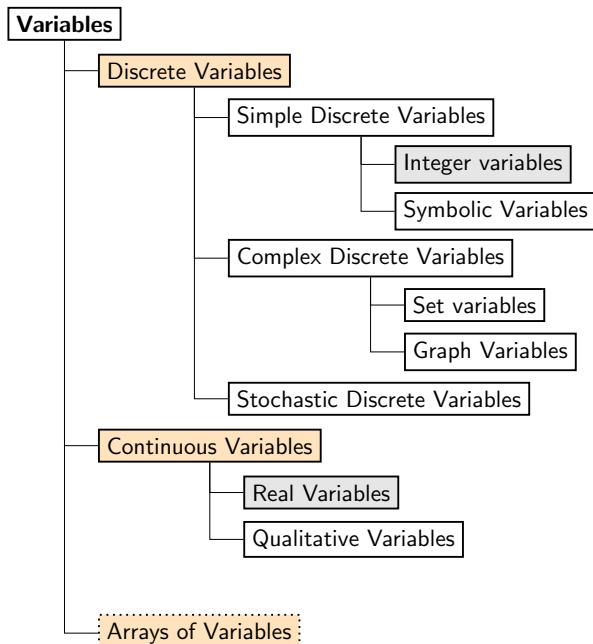 Variables
Discrete Variables
Simple Discrete Variables
Integer variables
Symbolic Variables
Complex Discrete Variables
Set variables
Graph Variables
Stochastic Discrete Variables
Continuous Variables
Real Variables
Qualitative Variables
Arrays of Variables